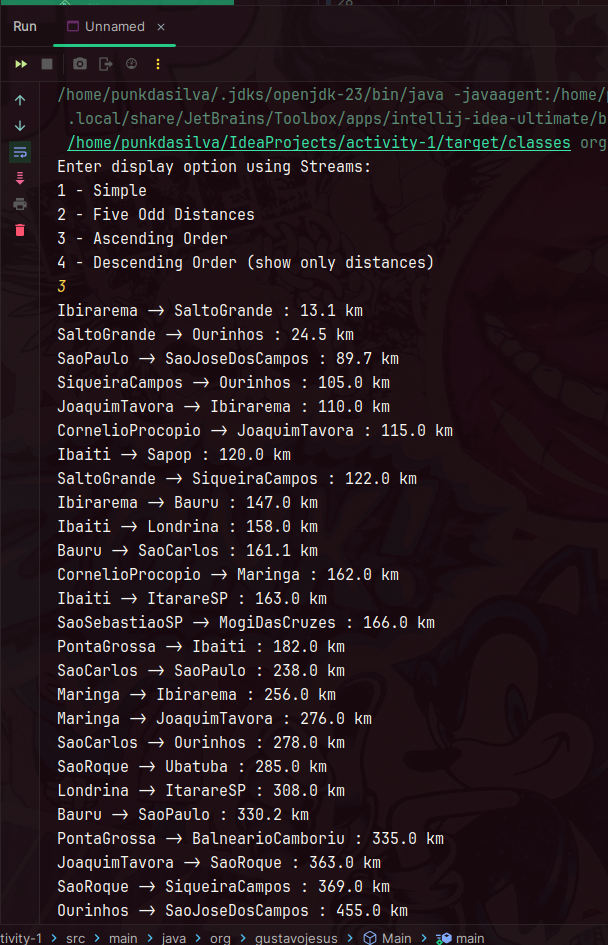 Run Unnamed ×
/home/punkdasilva/.jdks/openjdk-23/bin/java -javaagent:/home/
.local/share/JetBrains/Toolbox/apps/intellij-idea-ultimate/
/home/punkdasilva/IdeaProjects/activity-1/target/classes org
Enter display option using Streams:
1 - Simple
2 - Five Odd Distances
3 - Ascending Order
4 - Descending Order (show only distances)
3
Ibirarema -> SaltoGrande : 13.1 km
SaltoGrande -> Ourinhos : 24.5 km
SaoPaulo -> SaoJoseDosCampos : 89.7 km
SiqueiraCampos -> Ourinhos : 105.0 km
JoaquimTavora -> Ibirarema : 110.0 km
CornelioProcopio -> JoaquimTavora : 115.0 km
Ibaiti -> Sapop : 120.0 km
SaltoGrande -> SiqueiraCampos : 122.0 km
Ibirarema -> Bauru : 147.0 km
Ibaiti -> Londrina : 158.0 km
Bauru -> SaoCarlos : 161.1 km
CornelioProcopio -> Maringa : 162.0 km
Ibaiti -> ItarareSP : 163.0 km
SaoSebastiaoSP -> MogiDasCruzes : 166.0 km
PontaGrossa -> Ibaiti : 182.0 km
SaoCarlos -> SaoPaulo : 238.0 km
Maringa -> Ibirarema : 256.0 km
Maringa -> JoaquimTavora : 276.0 km
SaoCarlos -> Ourinhos : 278.0 km
SaoRoque -> Ubatuba : 285.0 km
Londrina -> ItarareSP : 308.0 km
Bauru -> SaoPaulo : 330.2 km
PontaGrossa -> BalnearioCamboriu : 335.0 km
JoaquimTavora -> SaoRoque : 363.0 km
SaoRoque -> SiqueiraCampos : 369.0 km
Ourinhos -> SaoJoseDosCampos : 455.0 km
tivity-1 > src > main > java > org > gustavojesus > Main > main